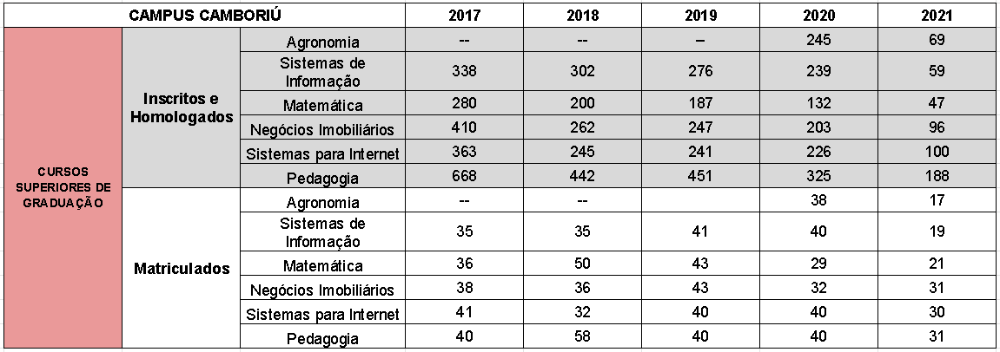 CAMPUS CAMBORIÚ 2017 2018 2019 2020 2021
CURSOS SUPERIORES DE GRADUAÇÃO
Inscritos e Homologados
Agronomia -- -- – 245 69
Sistemas de Informação 338 302 276 239 59
Matemática 280 200 187 132 47
Negócios Imobiliários 410 262 247 203 96
Sistemas para Internet 363 245 241 226 100
Pedagogia 668 442 451 325 188
Matriculados
Agronomia -- -- 38 17
Sistemas de Informação 35 35 41 40 19
Matemática 36 50 43 29 21
Negócios Imobiliários 38 36 43 32 31
Sistemas para Internet 41 32 40 40 30
Pedagogia 40 58 40 40 31